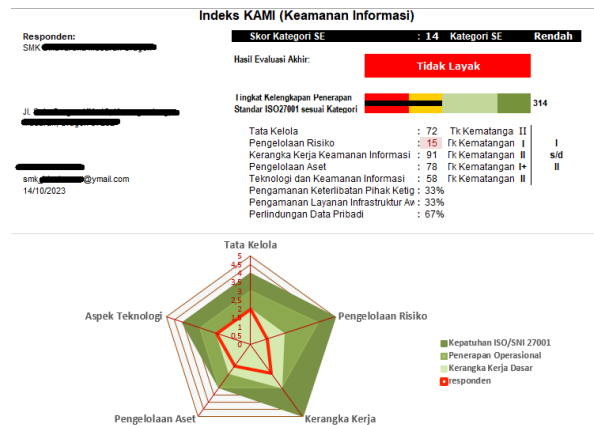 Indeks KAMI (Keamanan Informasi)
Responden:
SMK
Skor Kategori SE : 14 Kategori SE Rendah
Hasil Evaluasi Akhir:
Tidak Layak
Tingkat Kelengkapan Penerapan
Standar ISO27001 sesuai Kategori
314
Jl.
Tata Kelola : 72 Tk Kematanga II
Pengelolaan Risiko : 15 Tk Kematangan I I
Kerangka Kerja Keamanan Informasi : 91 Tk Kematangan II s/d
Pengelolaan Aset : 78 Tk Kematangan I+ II
Teknologi dan Keamanan Informasi : 58 Tk Kematangan II
Pengamanan Keterlibatan Pihak Ketig : 33%
Pengamanan Layanan Infrastruktur Aw : 33%
Perlindungan Data Pribadi : 67%
smk @ymail.com
14/10/2023
Tata Kelola
5
4,5
4
3,5
3
2,5
2
1,5
1
0,5
0
Aspek Teknologi
Pengelolaan Risiko
Pengelolaan Aset
Kerangka Kerja
Kepatuhan ISO/SNI 27001
Penerapan Operasional
Kerangka Kerja Dasar
responden